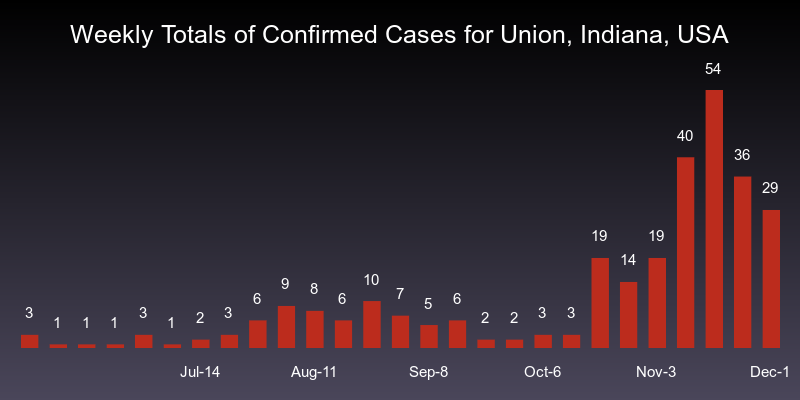 Weekly Totals of Confirmed Cases for Union, Indiana, USA
3 1 1 1 3 1 2 3 6 9 8 6 10 7 5 6 2 2 3 3 19 14 19 40 54 36 29
Jul-14 Aug-11 Sep-8 Oct-6 Nov-3 Dec-1